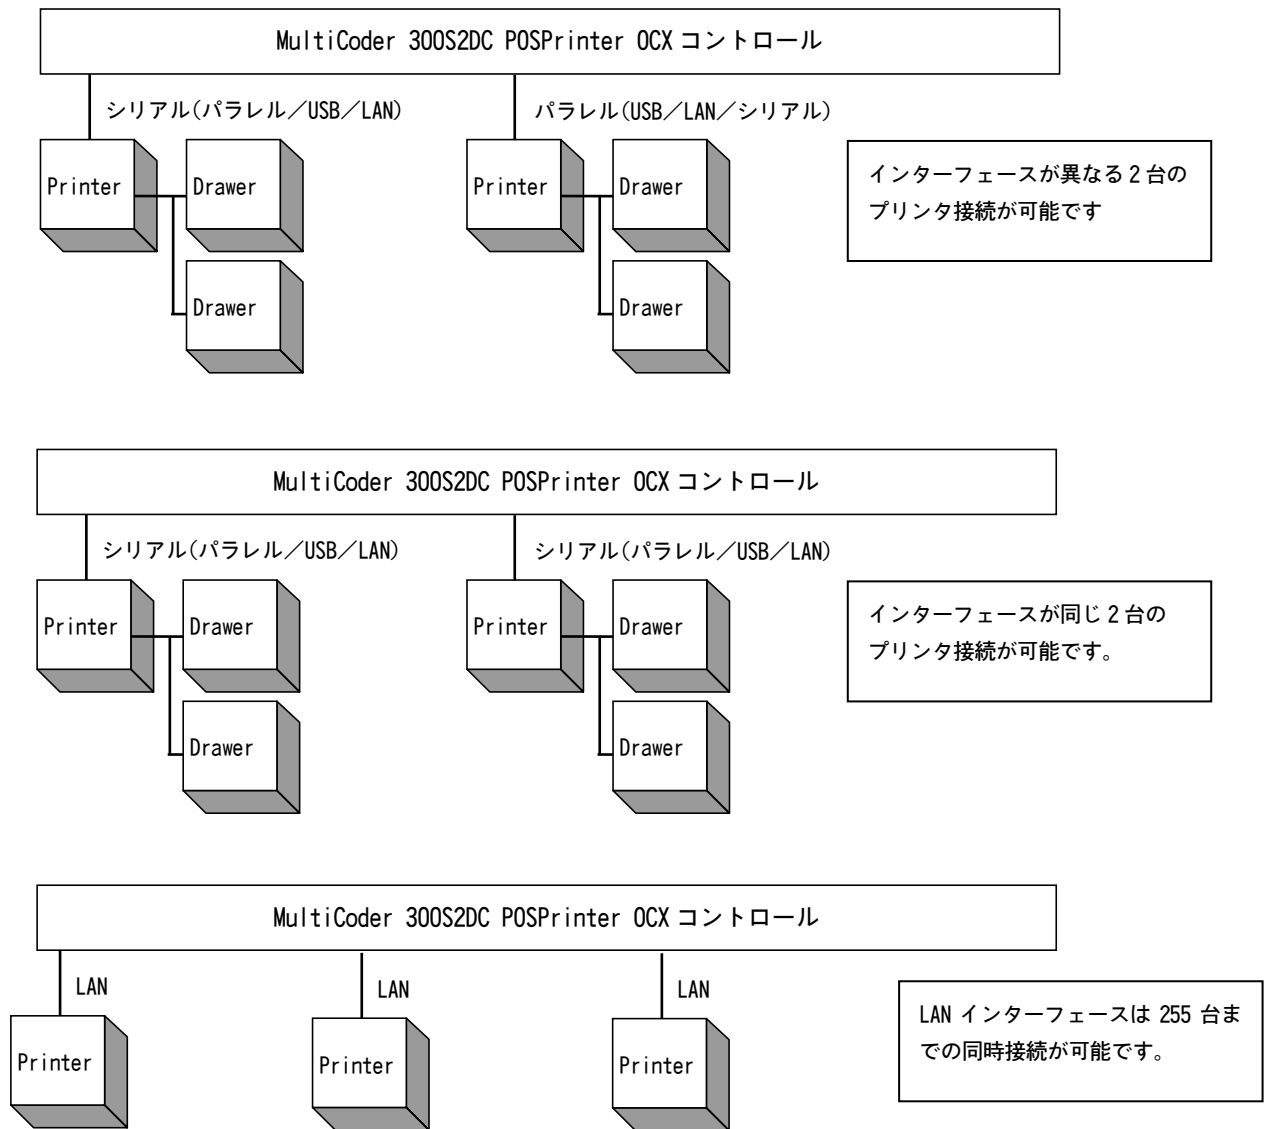 MultiCoder 300S2DC POSPrinter OCX コントロール
シリアル(パラレル/USB/LAN)
パラレル(USB/LAN/シリアル)
Printer
Drawer
Drawer
Printer
Drawer
Drawer
インターフェースが異なる2台の
プリンタ接続が可能です
MultiCoder 300S2DC POSPrinter OCX コントロール
シリアル(パラレル/USB/LAN)
シリアル(パラレル/USB/LAN)
Printer
Drawer
Drawer
Printer
Drawer
Drawer
インターフェースが同じ2台の
プリンタ接続が可能です。
MultiCoder 300S2DC POSPrinter OCX コントロール
LAN
LAN
LAN
Printer
Printer
Printer
LAN インターフェースは 255 台ま
での同時接続が可能です。